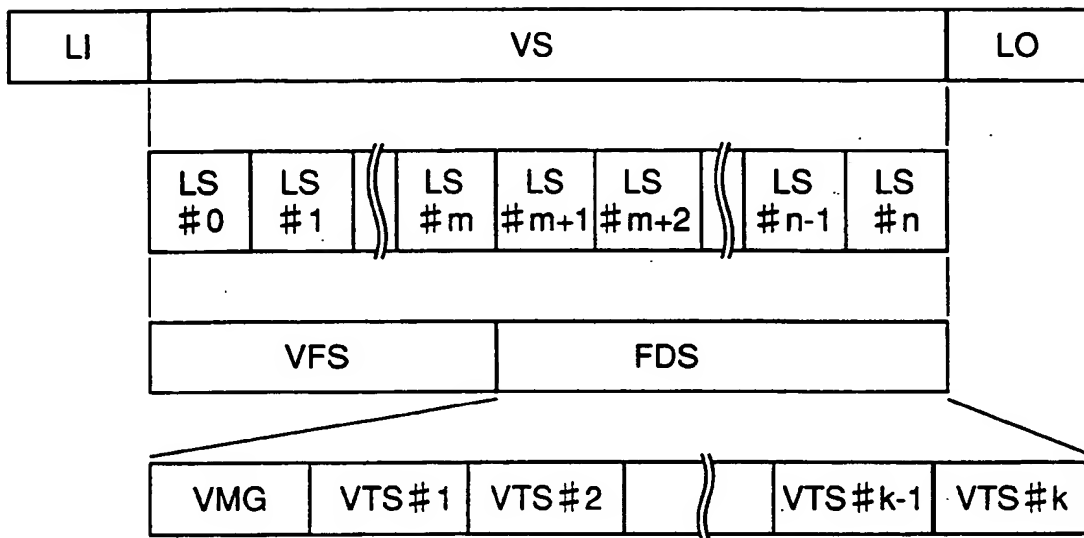 LI VS LO
LS LS LS LS LS LS LS
#0 #1 #m #m+1 #m+2 #n-1 #n
VFS FDS
VMG VTS#1 VTS#2 VTS#k-1 VTS#k